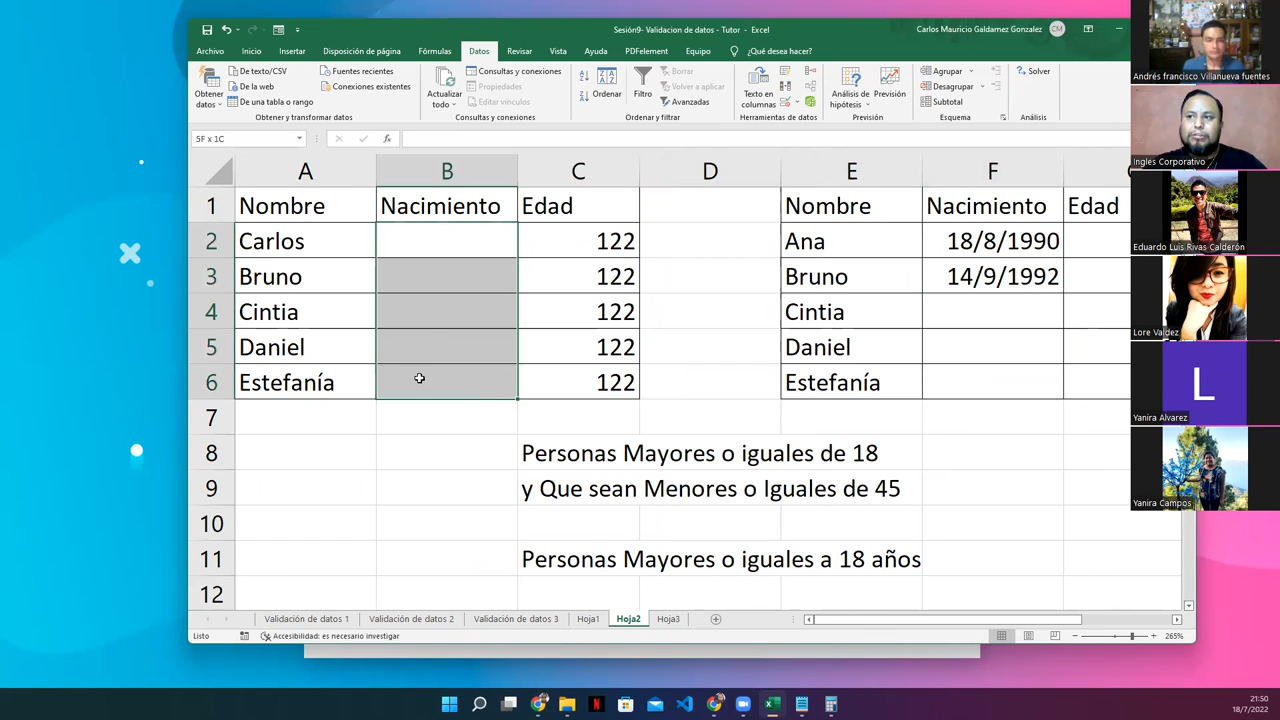 Sesión9- Validacion de datos - Tutor - Excel
Carlos Mauricio Galdamez Gonzalez
CM
Archivo Inicio Insertar Disposición de página Fórmulas Datos Revisar Vista Ayuda PDFelement Equipo ¿Qué desea hacer?
Obtener datos
De texto/CSV
De la web
De una tabla o rango
Fuentes recientes
Conexiones existentes
Obtener y transformar datos
Actualizar todo
Consultas y conexiones
Propiedades
Editar vínculos
Consultas y conexiones
Ordenar
Filtro
Borrar
Volver a aplicar
Avanzadas
Ordenar y filtrar
Texto en columnas
Herramientas de datos
Análisis de hipótesis
Previsión
Previsión
Agrupar
Desagrupar
Subtotal
Esquema
Solver
Análisis
5F x 1C
fx
A B C D E F
1 Nombre Nacimiento Edad Nombre Nacimiento Edad
2 Carlos 122 Ana 18/8/1990
3 Bruno 122 Bruno 14/9/1992
4 Cintia 122 Cintia
5 Daniel 122 Daniel
6 Estefanía 122 Estefanía
7
8 Personas Mayores o iguales de 18
9 y Que sean Menores o Iguales de 45
10
11 Personas Mayores o iguales a 18 años
12
Validación de datos 1 Validación de datos 2 Validación de datos 3 Hoja1 Hoja2 Hoja3
Listo
Accesibilidad: es necesario investigar
265%
Andrés francisco Villanueva fuentes
Ingles Corporativo
Eduardo Luis Rivas Calderón
Lore Valdez
L
Yanira Alvarez
Yanira Campos
21:50
18/7/2022